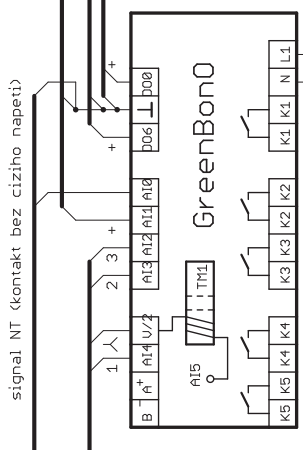 signal NT (kontakt bez ciziho napeti)
GreenBonO
+
DO0
⊥
DO6
+
AI0
AI1
+
AI2
3
AI3
2
V/2
Y
AI4
1
A+
B-
TM1
AI5
L1
N
K1
K1
K2
K2
K3
K3
K4
K4
K5
K5